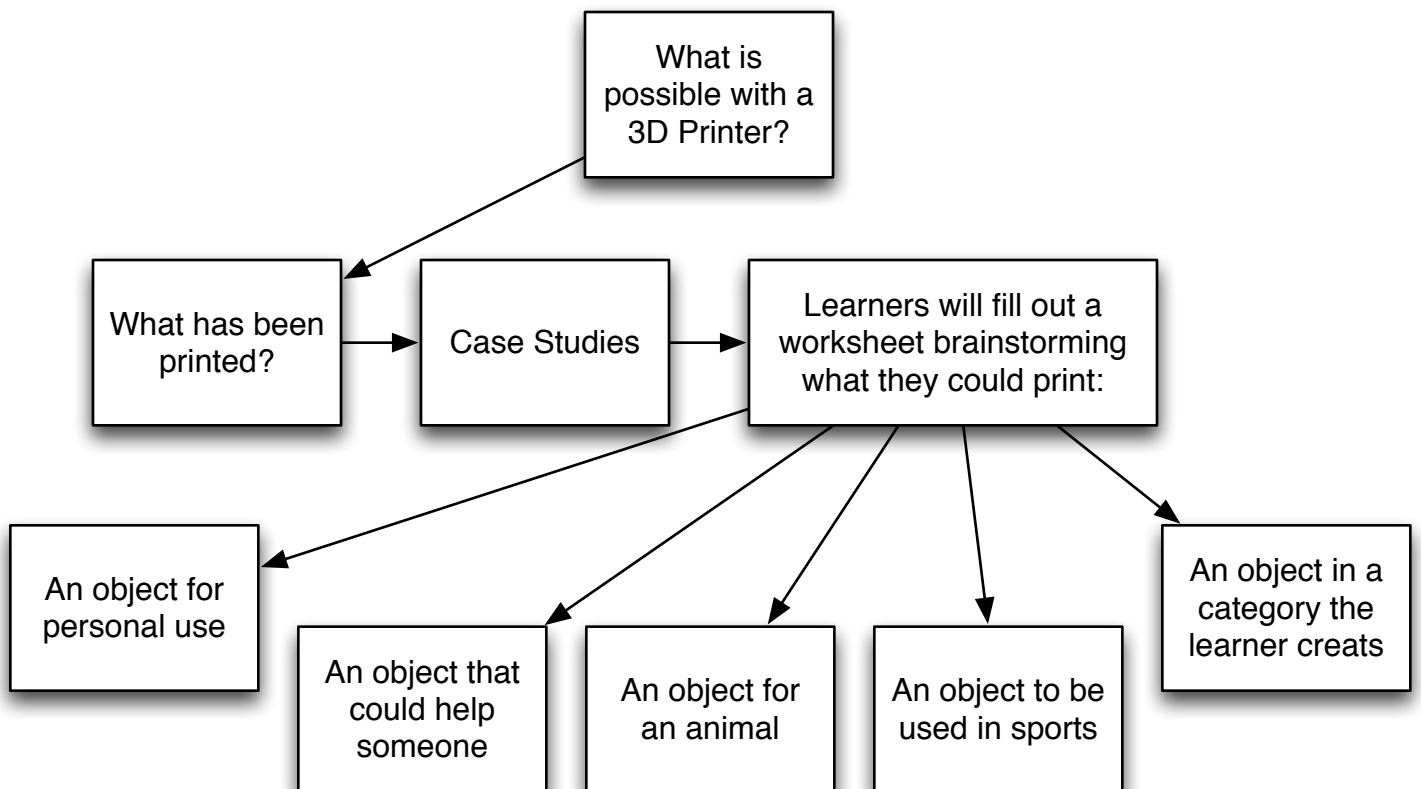 What is
possible with a
3D Printer?
What has been
printed?
Case Studies
Learners will fill out a
worksheet brainstorming
what they could print:
An object for
personal use
An object that
could help
someone
An object for
an animal
An object to be
used in sports
An object in a
category the
learner creats